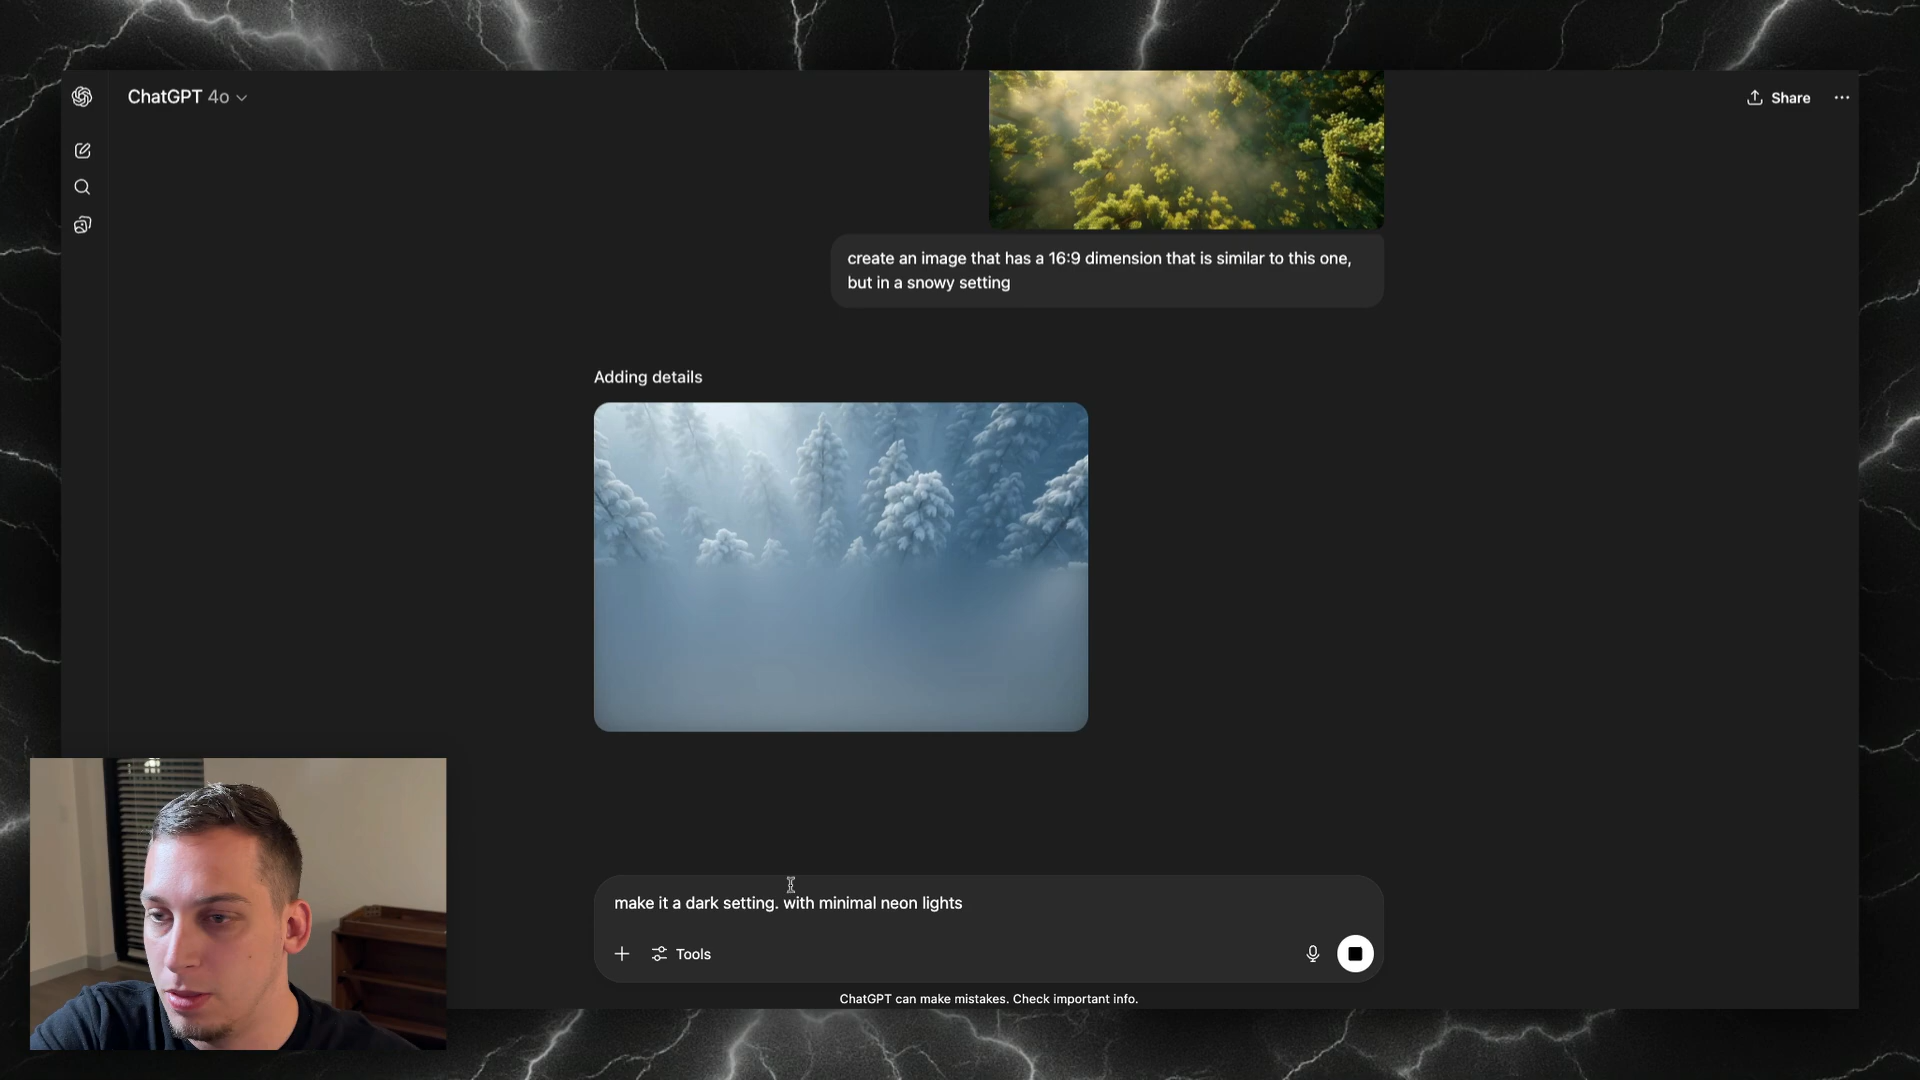 ChatGPT 4o
Share
create an image that has a 16:9 dimension that is similar to this one,
but in a snowy setting
Adding details
make it a dark setting. with minimal neon lights
Tools
ChatGPT can make mistakes. Check important info.